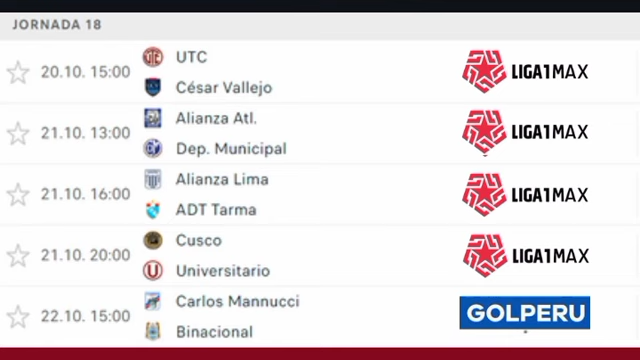 JORNADA 18
20.10. 15:00
UTC
César Vallejo
LIGA1MAX
21.10. 13:00
Alianza Atl.
Dep. Municipal
LIGA1MAX
21.10. 16:00
Alianza Lima
ADT Tarma
LIGA1MAX
21.10. 20:00
Cusco
Universitario
LIGA1MAX
22.10. 15:00
Carlos Mannucci
Binacional
GOLPERU